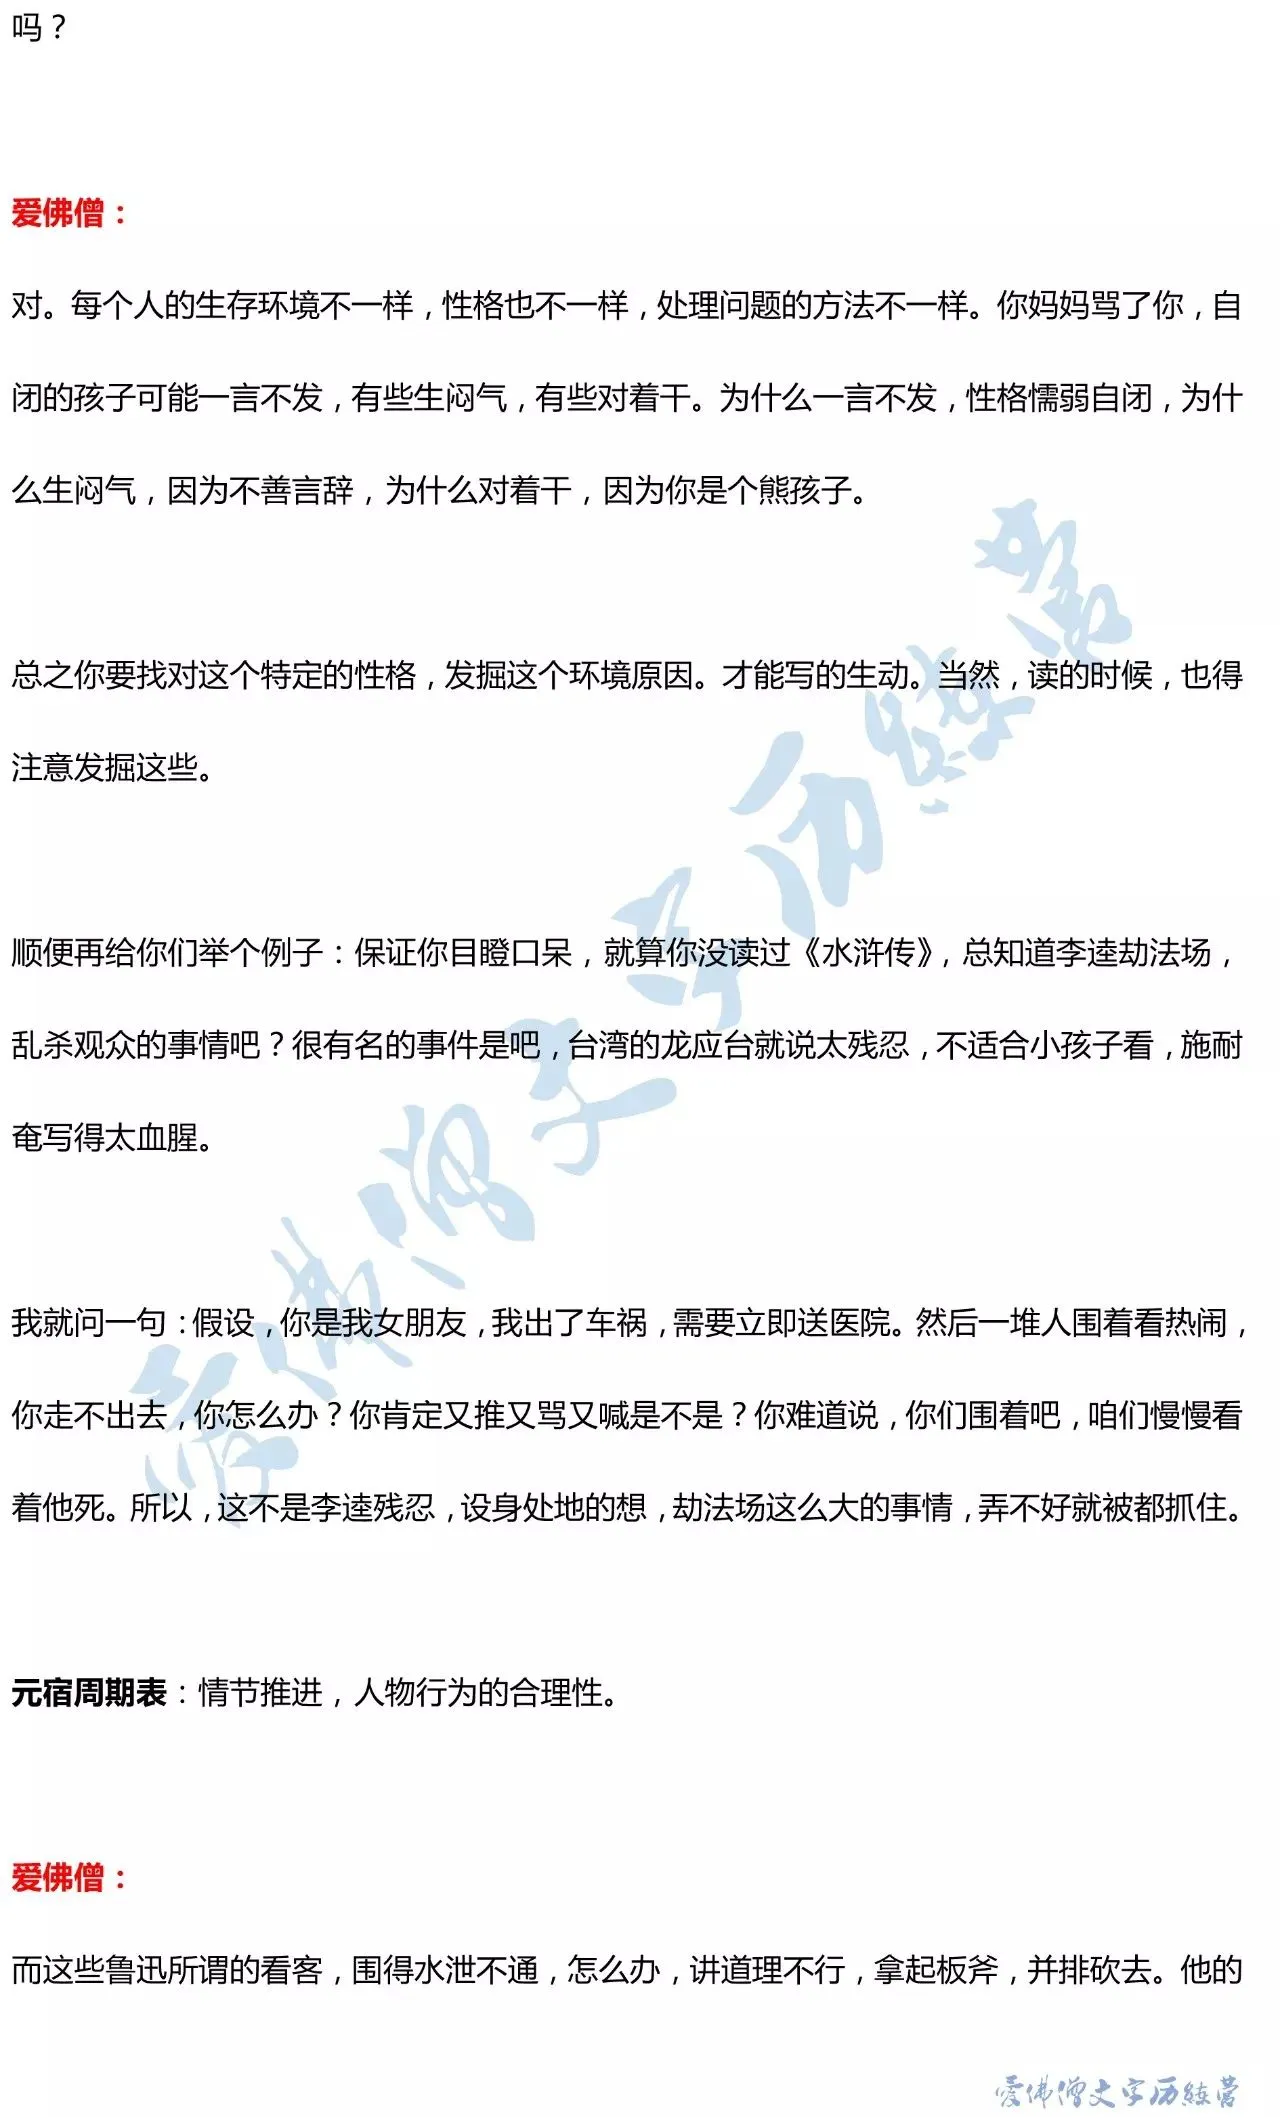 吗？
爱佛僧：
对。每个人的生存环境不一样，性格也不一样，处理问题的方法不一样。你妈妈骂了你，自
闭的孩子可能一言不发，有些生闷气，有些对着干。为什么一言不发，性格懦弱自闭，为什
么生闷气，因为不善言辞，为什么对着干，因为你是个熊孩子。
总之你要找对这个特定的性格，发掘这个环境原因。才能写的生动。当然，读的时候，也得
注意发掘这些。
顺便再给你们举个例子：保证你目瞪口呆，就算你没读过《水浒传》，总知道李逵劫法场，
乱杀观众的事情吧？很有名的事件是吧，台湾的龙应台就说太残忍，不适合小孩子看，施耐
奄写得太血腥。
我就问一句：假设，你是我女朋友，我出了车祸，需要立即送医院。然后一堆人围着看热闹，
你走不出去，你怎么办？你肯定又推又骂又喊是不是？你难道说，你们围着吧，咱们慢慢看
着他死。所以，这不是李逵残忍，设身处地的想，劫法场这么大的事情，弄不好就被都抓住。
元宿周期表：情节推进，人物行为的合理性。
爱佛僧：
而这些鲁迅所谓的看客，围得水泄不通，怎么办，讲道理不行，拿起板斧，并排砍去。他的
爱佛僧文字历练营
爱佛僧文字历练营